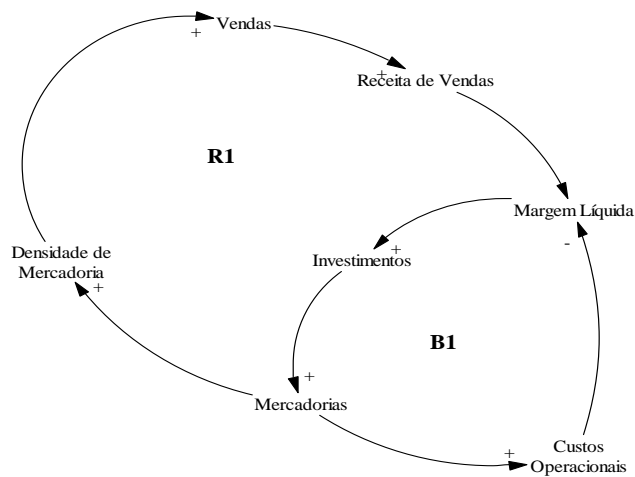 Vendas
+
+
Receita de Vendas
R1
Margem Líquida
-
Densidade de
Mercadoria
+
Investimentos
+
B1
+
Mercadorias
+
Custos
Operacionais